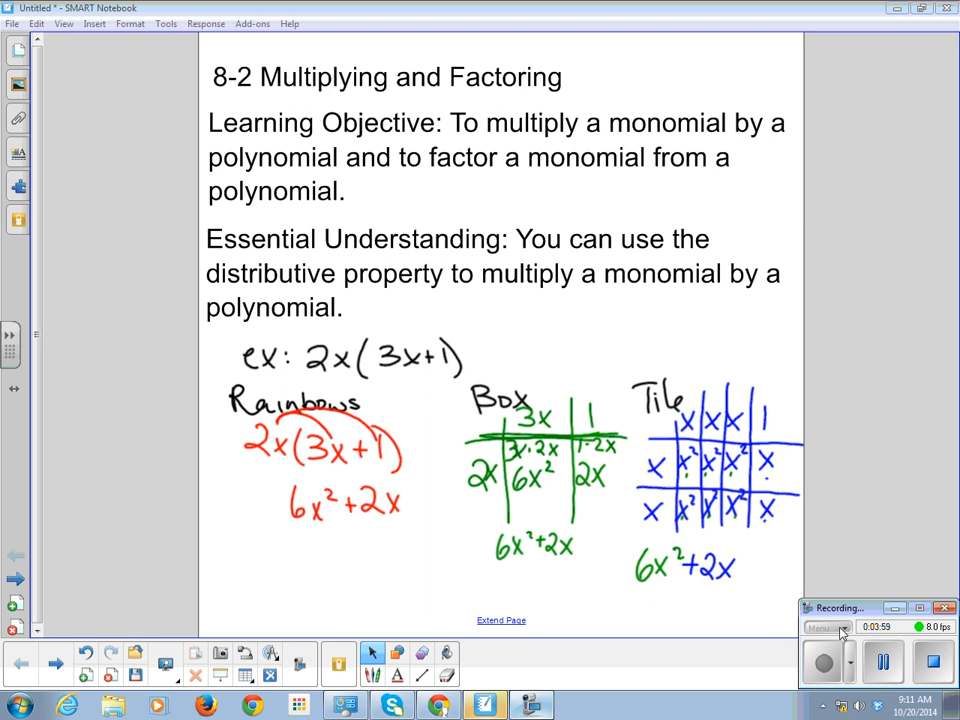 Untitled * - SMART Notebook
File Edit View Insert Format Tools Response Add-ons Help
8-2 Multiplying and Factoring
Learning Objective: To multiply a monomial by a
polynomial and to factor a monomial from a
polynomial.
Essential Understanding: You can use the
distributive property to multiply a monomial by a
polynomial.
ex: 2x(3x+1)
Rainbows
2x(3x+1)
6x²+2x
Box
3x 1
3x·2x 1·2x
2x 6x² 2x
6x²+2x
Tile
x x x 1
x x² x² x² x
x x² x² x² x
6x²+2x
Extend Page
Recording...
Menu
0:03:59 8.0 fps
9:11 AM
10/20/2014